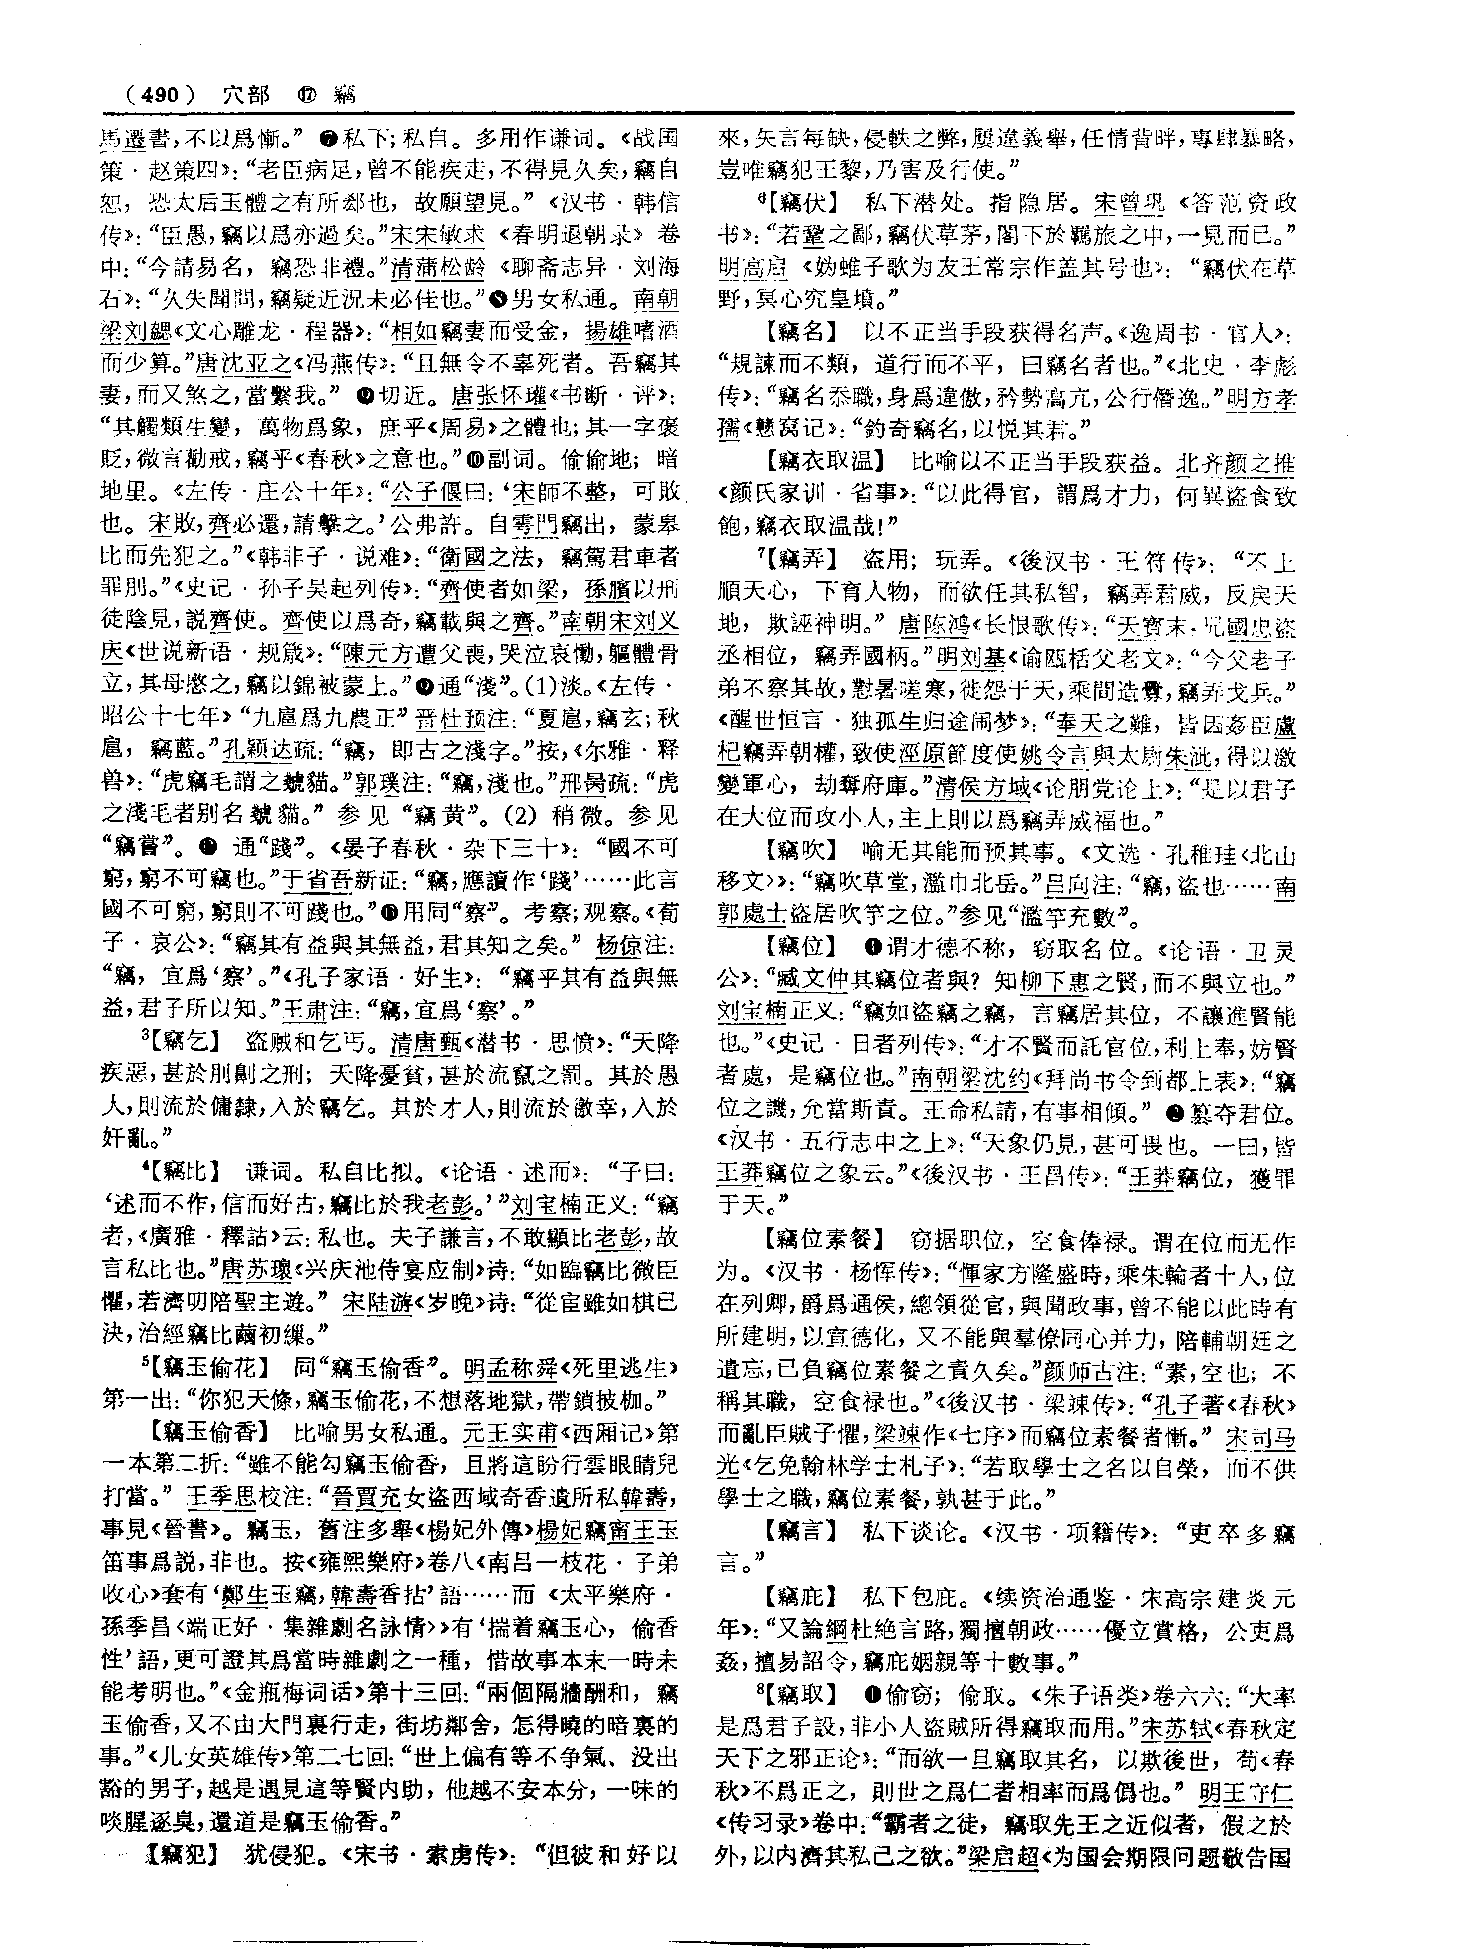 （490） 穴部 ⑰ 竊
馬遷書，不以爲慚。”❼私下；私自。多用作谦词。《战国
策·赵策四》：“老臣病足，曾不能疾走，不得見久矣，竊自
恕，恐太后玉體之有所郄也，故願望見。”《汉书·韩信
传》：“臣愚，竊以爲亦過矣。”宋宋敏求《春明退朝录》卷
中：“今請易名，竊恐非禮。”清蒲松龄《聊斋志异·刘海
石》：“久失聞問，竊疑近況未必佳也。”❽男女私通。南朝
梁刘勰《文心雕龙·程器》：“相如竊妻而受金，揚雄嗜酒
而少算。”唐沈亚之《冯燕传》：“且無令不辜死者。吾竊其
妻，而又煞之，當繫我。”❾切近。唐张怀瓘《书断·评》：
“其觸類生變，萬物爲象，庶乎《周易》之體也；其一字褒
貶，微言勸戒，竊乎《春秋》之意也。”❿副词。偷偷地；暗
地里。《左传·庄公十年》：“公子偃曰：‘宋師不整，可敗
也。宋敗，齊必還，請擊之。’公弗許。自雩門竊出，蒙皋
比而先犯之。”《韩非子·说难》：“衛國之法，竊駕君車者
罪刖。”《史记·孙子吴起列传》：“齊使者如梁，孫臏以刑
徒陰見，説齊使。齊使以爲奇，竊載與之齊。”南朝宋刘义
庆《世说新语·规箴》：“陳元方遭父喪，哭泣哀慟，軀體骨
立，其母愍之，竊以錦被蒙上。”⓫通“淺”。(1)淡。《左传·
昭公十七年》“九扈爲九農正”晋杜预注：“夏扈，竊玄；秋
扈，竊藍。”孔颖达疏：“竊，即古之淺字。”按，《尔雅·释
兽》：“虎竊毛謂之虦貓。”郭璞注：“竊，淺也。”邢昺疏：“虎
之淺毛者别名虦貓。”参见“竊黄”。(2) 稍微。参见
“竊嘗”。⓬ 通“踐”。《晏子春秋·杂下三十》：“國不可
窮，窮不可竊也。”于省吾新证：“竊，應讀作‘踐’……此言
國不可窮，窮則不可踐也。”⓭用同“察”。考察；观察。《荀
子·哀公》：“竊其有益與其無益，君其知之矣。”杨倞注：
“竊，宜爲‘察’。”《孔子家语·好生》：“竊乎其有益與無
益，君子所以知。”王肃注：“竊，宜爲‘察’。”
³【竊乞】 盗贼和乞丐。清唐甄《潜书·思愤》：“天降
疾惡，甚於刖劓之刑；天降憂貧，甚於流竄之罰。其於愚
人，則流於傭隸，入於竊乞。其於才人，則流於徼幸，入於
奸亂。”
⁴【竊比】 谦词。私自比拟。《论语·述而》：“子曰：
‘述而不作，信而好古，竊比於我老彭。’”刘宝楠正义：“竊
者，《廣雅·釋詁》云：私也。夫子謙言，不敢顯比老彭，故
言私比也。”唐苏瓌《兴庆池侍宴应制》诗：“如臨竊比微臣
懼，若濟叨陪聖主遊。”宋陆游《岁晚》诗：“從宦雖如棋已
決，治經竊比繭初缫。”
⁵【竊玉偷花】 同“竊玉偷香”。明孟称舜《死里逃生》
第一出：“你犯天條，竊玉偷花，不想落地獄，帶鎖披枷。”
【竊玉偷香】 比喻男女私通。元王实甫《西厢记》第
一本第二折：“雖不能勾竊玉偷香，且將這盼行雲眼睛兒
打當。”王季思校注：“晉賈充女盜西域奇香遺所私韓壽，
事見《晉書》。竊玉，舊注多舉《楊妃外傳》楊妃竊甯王玉
笛事爲説，非也。按《雍熙樂府》卷八《南吕一枝花·子弟
收心》套有‘鄭生玉竊，韓壽香拈’語……而《太平樂府·
孫季昌〈端正好·集雜劇名詠情〉》有‘揣着竊玉心，偷香
性’語，更可證其爲當時雜劇之一種，惜故事本末一時未
能考明也。”《金瓶梅词话》第十三回：“兩個隔牆酬和，竊
玉偷香，又不由大門裏行走，街坊鄰舍，怎得曉的暗裏的
事。”《儿女英雄传》第二七回：“世上偏有等不争氣、没出
豁的男子，越是遇見這等賢内助，他越不安本分，一味的
啖腥逐臭，還道是竊玉偷香。”
【竊犯】 犹侵犯。《宋书·索虏传》：“但彼和好以
來，矢言每缺，侵軼之弊，屢違義舉，任情背畔，專肆暴略，
豈唯竊犯王黎，乃害及行使。”
⁶【竊伏】 私下潜处。指隐居。宋曾巩《答范资政
书》：“若鞏之鄙，竊伏草茅，閣下於羈旅之中，一見而已。”
明高启《妫蜼子歌为友王常宗作盖其号也》：“竊伏在草
野，冥心究皇墳。”
【竊名】 以不正当手段获得名声。《逸周书·官人》：
“規諫而不類，道行而不平，曰竊名者也。”《北史·李彪
传》：“竊名忝職，身爲違傲，矜勢高亢，公行僭逸。”明方孝
孺《戆窝记》：“釣奇竊名，以悦其君。”
【竊衣取温】 比喻以不正当手段获益。北齐颜之推
《颜氏家训·省事》：“以此得官，謂爲才力，何異盜食致
飽，竊衣取温哉！”
⁷【竊弄】 盗用；玩弄。《後汉书·王符传》：“不上
順天心，下育人物，而欲任其私智，竊弄君威，反戾天
地，欺誣神明。”唐陈鸿《长恨歌传》：“天寶末，兄國忠盜
丞相位，竊弄國柄。”明刘基《谕瓯栝父老文》：“今父老子
弟不察其故，懟暑嗟寒，徙怨于天，乘間造釁，竊弄戈兵。”
《醒世恒言·独孤生归途闹梦》：“奉天之難，皆因姦臣盧
杞竊弄朝權，致使涇原節度使姚令言與太尉朱泚，得以激
變軍心，劫奪府庫。”清侯方域《论朋党论上》：“是以君子
在大位而攻小人，主上則以爲竊弄威福也。”
【竊吹】 喻无其能而预其事。《文选·孔稚珪〈北山
移文〉》：“竊吹草堂，濫巾北岳。”吕向注：“竊，盜也……南
郭處士盜居吹竽之位。”参见“濫竽充數”。
【竊位】 ❶谓才德不称，窃取名位。《论语·卫灵
公》：“臧文仲其竊位者與？知柳下惠之賢，而不與立也。”
刘宝楠正义：“竊如盜竊之竊，言竊居其位，不讓進賢能
也。”《史记·日者列传》：“才不賢而託官位，利上奉，妨賢
者處，是竊位也。”南朝梁沈约《拜尚书令到都上表》：“竊
位之譏，允當斯責。王命私請，有事相傾。”❷篡夺君位。
《汉书·五行志中之上》：“天象仍見，甚可畏也。一曰，皆
王莽竊位之象云。”《後汉书·王昌传》：“王莽竊位，獲罪
于天。”
【竊位素餐】 窃据职位，空食俸禄。谓在位而无作
为。《汉书·杨恽传》：“惲家方隆盛時，乘朱輪者十人，位
在列卿，爵爲通侯，總領從官，與聞政事，曾不能以此時有
所建明，以宣德化，又不能與羣僚同心并力，陪輔朝廷之
遺忘，已負竊位素餐之責久矣。”颜师古注：“素，空也；不
稱其職，空食禄也。”《後汉书·梁竦传》：“孔子著《春秋》
而亂臣賊子懼，梁竦作《七序》而竊位素餐者慚。”宋司马
光《乞免翰林学士札子》：“若取學士之名以自榮，而不供
學士之職，竊位素餐，孰甚于此。”
【竊言】 私下谈论。《汉书·项籍传》：“吏卒多竊
言。”
【竊庇】 私下包庇。《续资治通鉴·宋高宗建炎元
年》：“又論綱杜絶言路，獨擅朝政……優立賞格，公吏爲
姦，擅易詔令，竊庇姻親等十數事。”
⁸【竊取】 ❶偷窃；偷取。《朱子语类》卷六六：“大率
是爲君子設，非小人盜賊所得竊取而用。”宋苏轼《春秋定
天下之邪正论》：“而欲一旦竊取其名，以欺後世，苟《春
秋》不爲正之，則世之爲仁者相率而爲僞也。”明王守仁
《传习录》卷中：“霸者之徒，竊取先王之近似者，假之於
外，以内濟其私己之欲。”梁启超《为国会期限问题敬告国